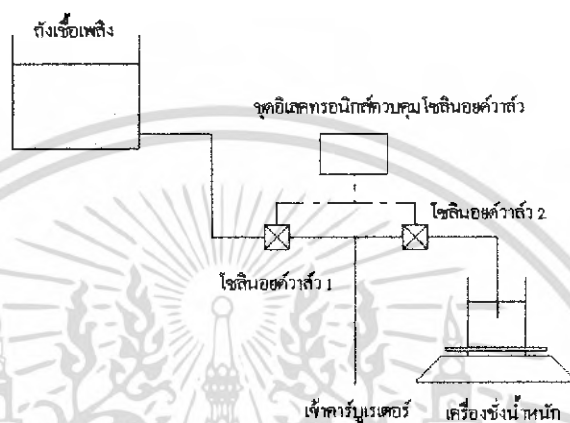 ถังเชื้อเพลิง
ชุดอิเลคทรอนิกส์ควบคุมโซลินอยด์วาล์ว
โซลินอยด์วาล์ว 2
โซลินอยด์วาล์ว 1
เข้าคาร์บูเรเตอร์
เครื่องชั่งน้ำหนัก